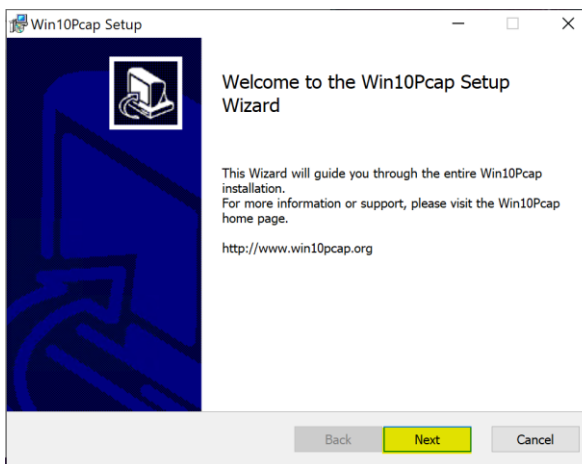 Win10Pcap Setup
Welcome to the Win10Pcap Setup
Wizard
This Wizard will guide you through the entire Win10Pcap
installation.
For more information or support, please visit the Win10Pcap
home page.
http://www.win10pcap.org
Back Next Cancel